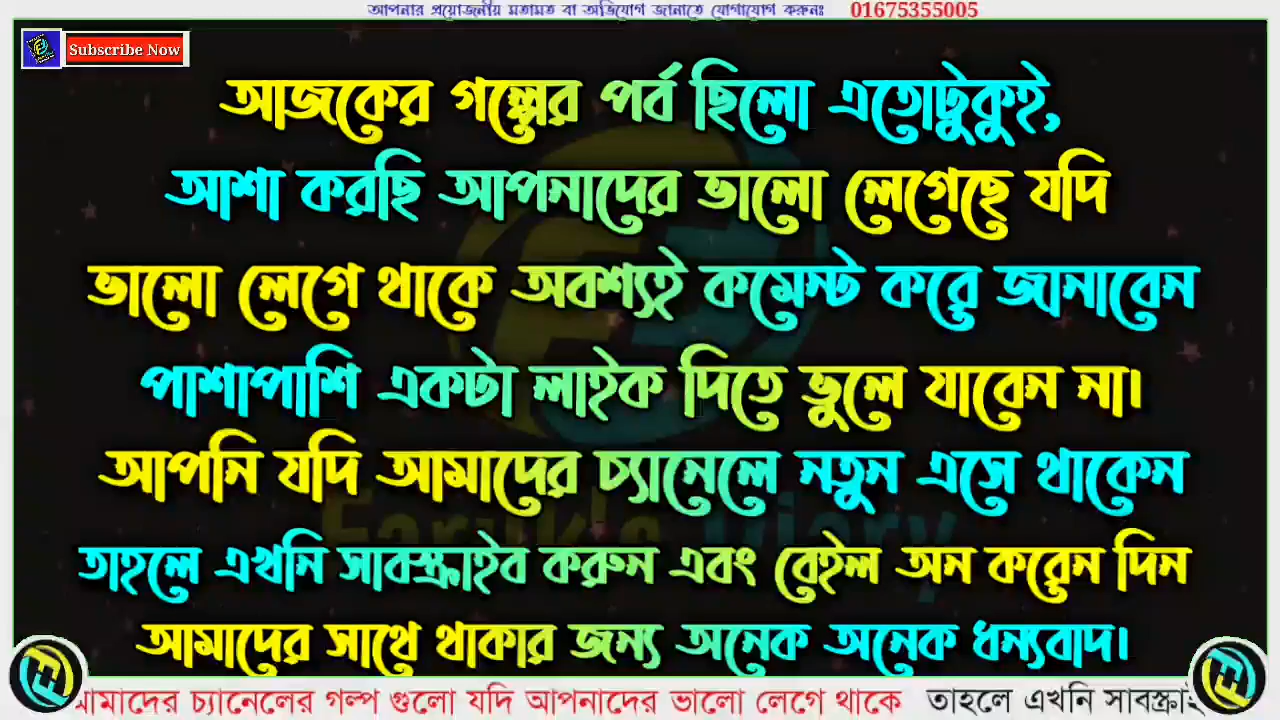 আপনার প্রয়োজনীয় মতামত বা অভিযোগ জানাতে যোগাযোগ করুনঃ 01675355005
Subscribe Now
আজকের গল্পের পর্ব ছিলো এতোটুকুই,
আশা করছি আপনাদের ভালো লেগেছে যদি
ভালো লেগে থাকে অবশ্যই কমেন্ট করে জানাবেন
পাশাপাশি একটা লাইক দিতে ভুলে যাবেন না।
আপনি যদি আমাদের চ্যানেলে নতুন এসে থাকেন
Faruk's Diary
তাহলে এখনি সাবস্ক্রাইব করুন এবং বেইল অন করেন দিন
আমাদের সাথে থাকার জন্য অনেক অনেক ধন্যবাদ।
আমাদের চ্যানেলের গল্প গুলো যদি আপনাদের ভালো লেগে থাকে তাহলে এখনি